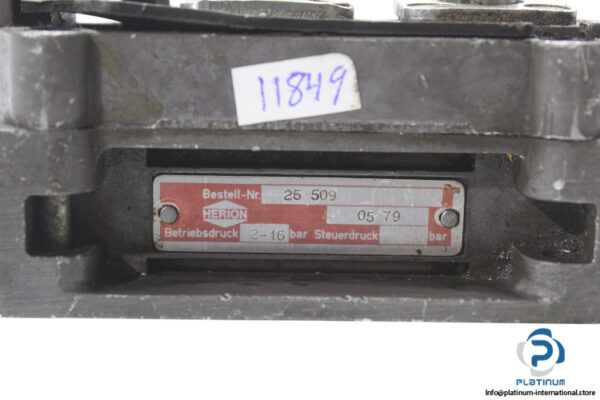 11849
Bestell-Nr. 25 509
HERION 05 79
Betriebsdruck 2-16 bar Steuerdruck bar
PLATINUM
Info@platinum-international.store